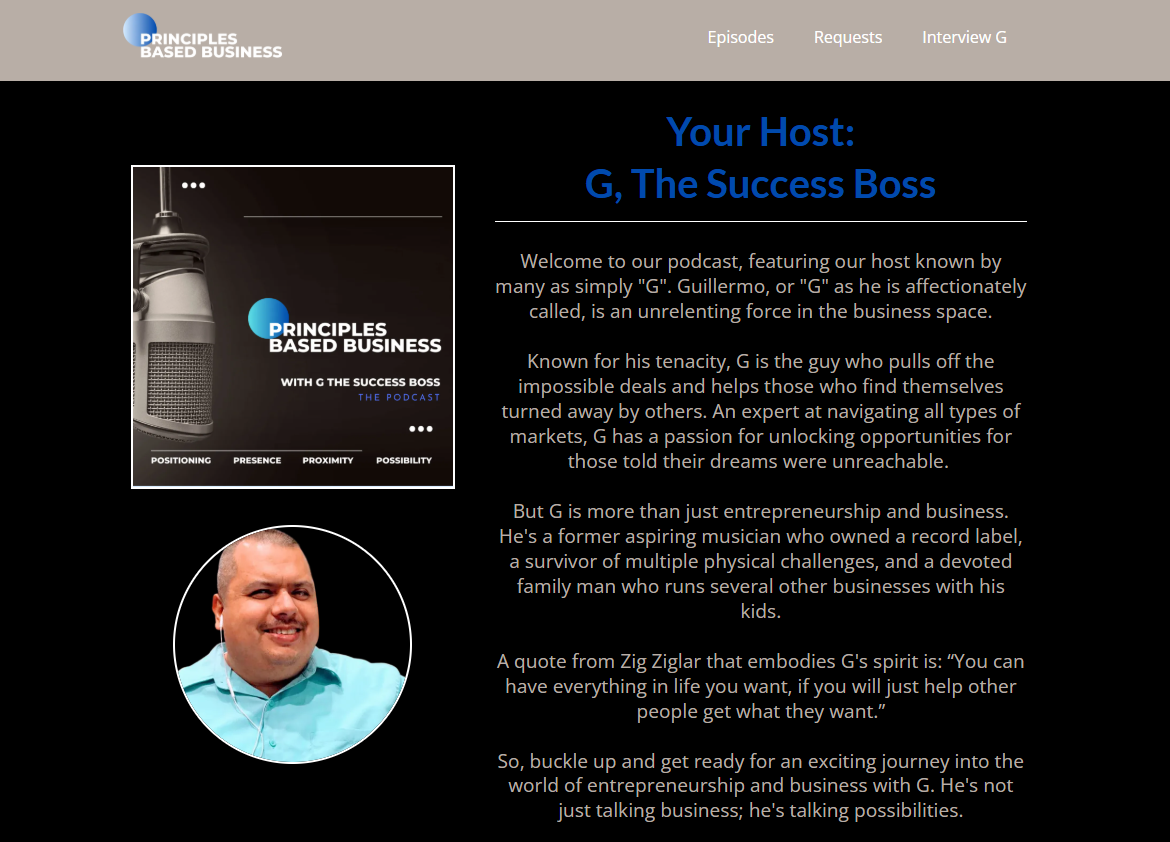 PRINCIPLES
BASED BUSINESS
Episodes
Requests
Interview G
PRINCIPLES
BASED BUSINESS
WITH G THE SUCCESS BOSS
THE PODCAST
POSITIONING
PRESENCE
PROXIMITY
POSSIBILITY
Your Host:
G, The Success Boss
Welcome to our podcast, featuring our host known by
many as simply "G". Guillermo, or "G" as he is affectionately
called, is an unrelenting force in the business space.
Known for his tenacity, G is the guy who pulls off the
impossible deals and helps those who find themselves
turned away by others. An expert at navigating all types of
markets, G has a passion for unlocking opportunities for
those told their dreams were unreachable.
But G is more than just entrepreneurship and business.
He's a former aspiring musician who owned a record label,
a survivor of multiple physical challenges, and a devoted
family man who runs several other businesses with his
kids.
A quote from Zig Ziglar that embodies G's spirit is: “You can
have everything in life you want, if you will just help other
people get what they want.”
So, buckle up and get ready for an exciting journey into the
world of entrepreneurship and business with G. He's not
just talking business; he's talking possibilities.